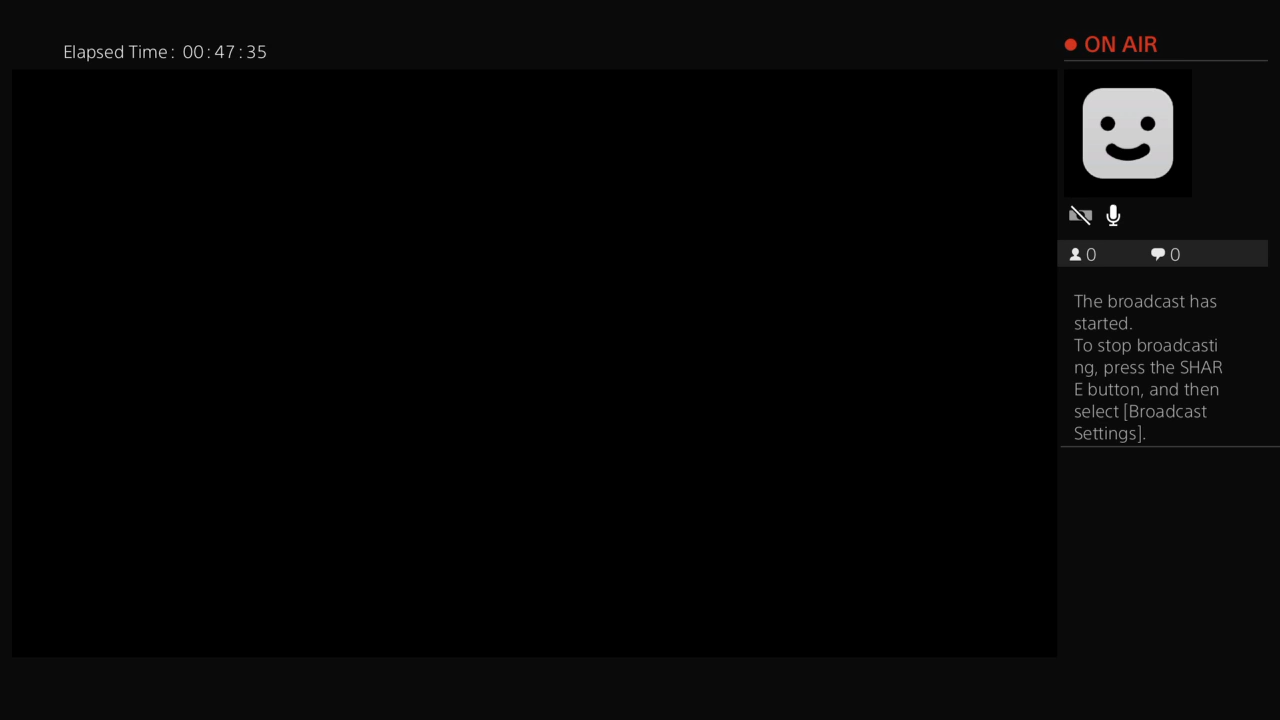 Elapsed Time: 00:47:35
ON AIR
0 0
The broadcast has
started.
To stop broadcasti
ng, press the SHAR
E button, and then
select [Broadcast
Settings].